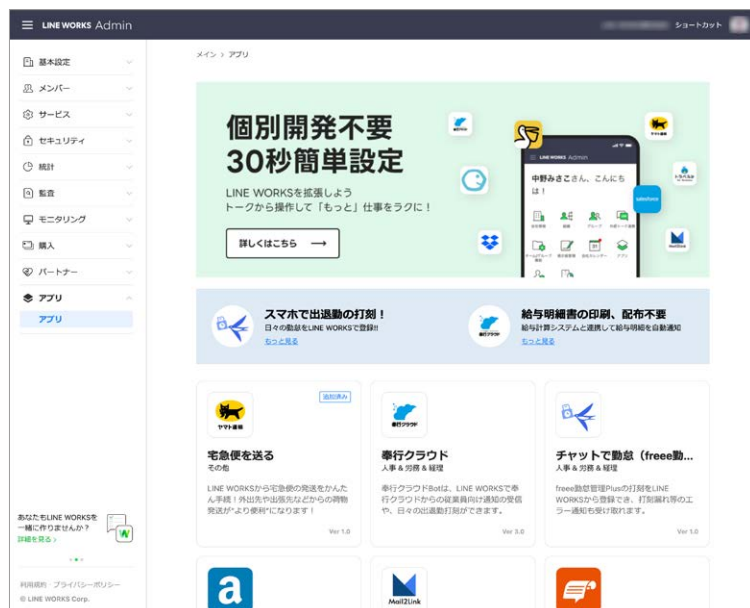 LINE WORKS Admin
ショートカット
基本設定
メンバー
サービス
セキュリティ
統計
監査
モニタリング
購入
パートナー
アプリ
アプリ
あなたもLINE WORKSを
一緒に作りませんか？
詳細を見る >
利用規約 プライバシーポリシー
© LINE WORKS Corp.
メイン > アプリ
個別開発不要
30秒簡単設定
LINE WORKSを拡張しよう
トークから操作して「もっと」仕事をラクに！
詳しくはこちら →
LINE WORKS Admin
中野みさこさん、こんにち
は！
salesforce
Mail2Link
スマホで出退勤の打刻！
日々の勤怠をLINE WORKSで登録!!
もっと見る
奉行クラウド
給与明細書の印刷、配布不要
給与計算システムと連携して給与明細を自動通知
もっと見る
追加済み
ヤマト運輸
宅急便を送る
その他
LINE WORKSから宅急便の発送をかんた
ん手続！外出先や出張先などからの荷物
発送が"より便利"になります！
Ver 1.0
奉行クラウド
奉行クラウド
人事 & 労務 & 経理
奉行クラウドBotは、LINE WORKSで奉
行クラウドからの従業員向け通知の受信
や、日々の出退勤打刻ができます。
Ver 3.0
チャットで勤怠（freee勤...
人事 & 労務 & 経理
freee勤怠管理Plusの打刻をLINE
WORKSから登録でき、打刻漏れ等のエ
ラー通知も受け取れます。
Ver 1.0
a
Mail2Link